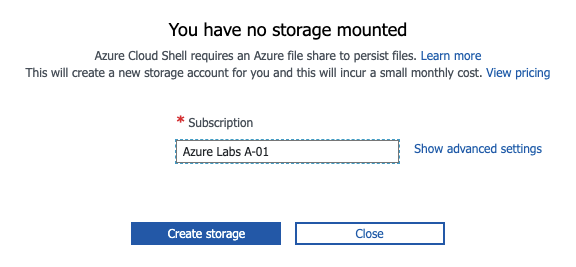 You have no storage mounted
Azure Cloud Shell requires an Azure file share to persist files. Learn more
This will create a new storage account for you and this will incur a small monthly cost. View pricing
* Subscription
Azure Labs A-01
Show advanced settings
Create storage
Close